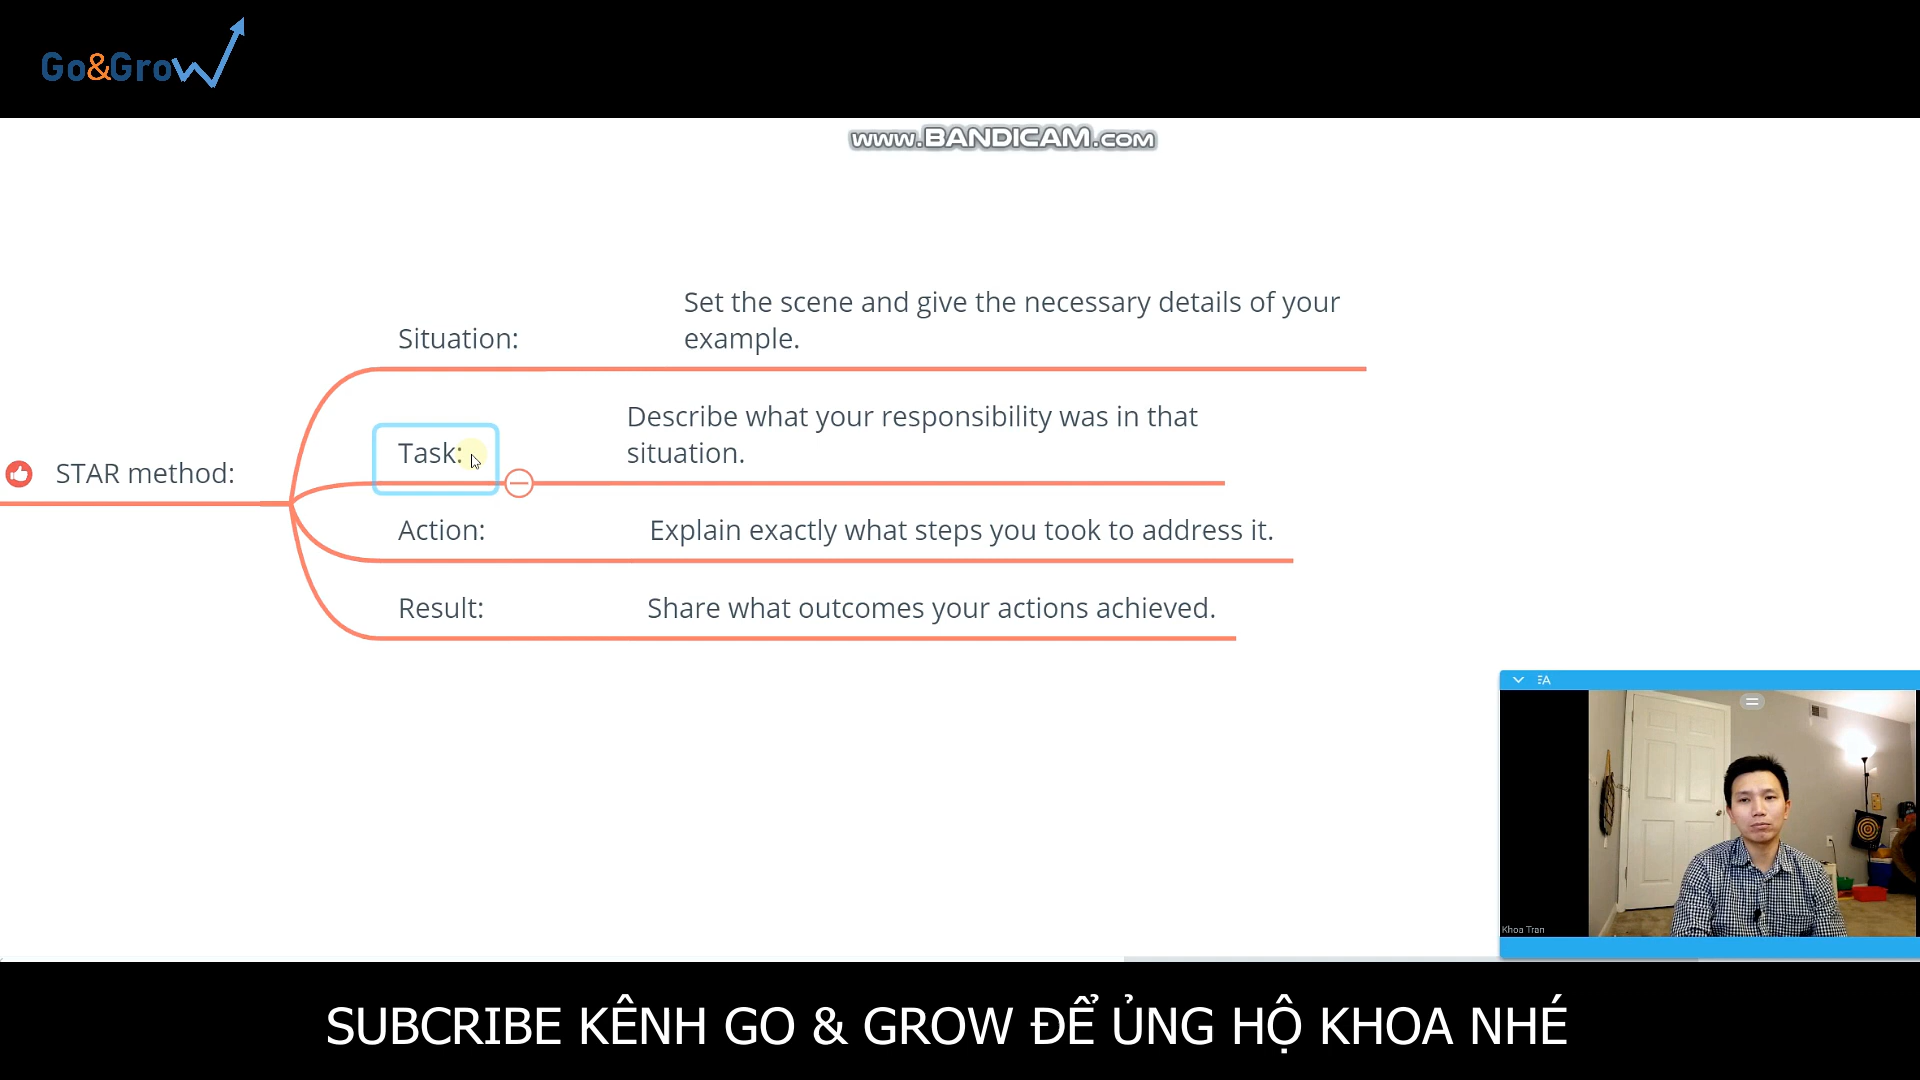 Go&Grow
www.BANDICAM.com
Set the scene and give the necessary details of your
Situation:
example.
Describe what your responsibility was in that
Task:
situation.
STAR method:
Action:
Explain exactly what steps you took to address it.
Result:
Share what outcomes your actions achieved.
Khoa Tran
SUBCRIBE KÊNH GO & GROW ĐỂ ỦNG HỘ KHOA NHÉ